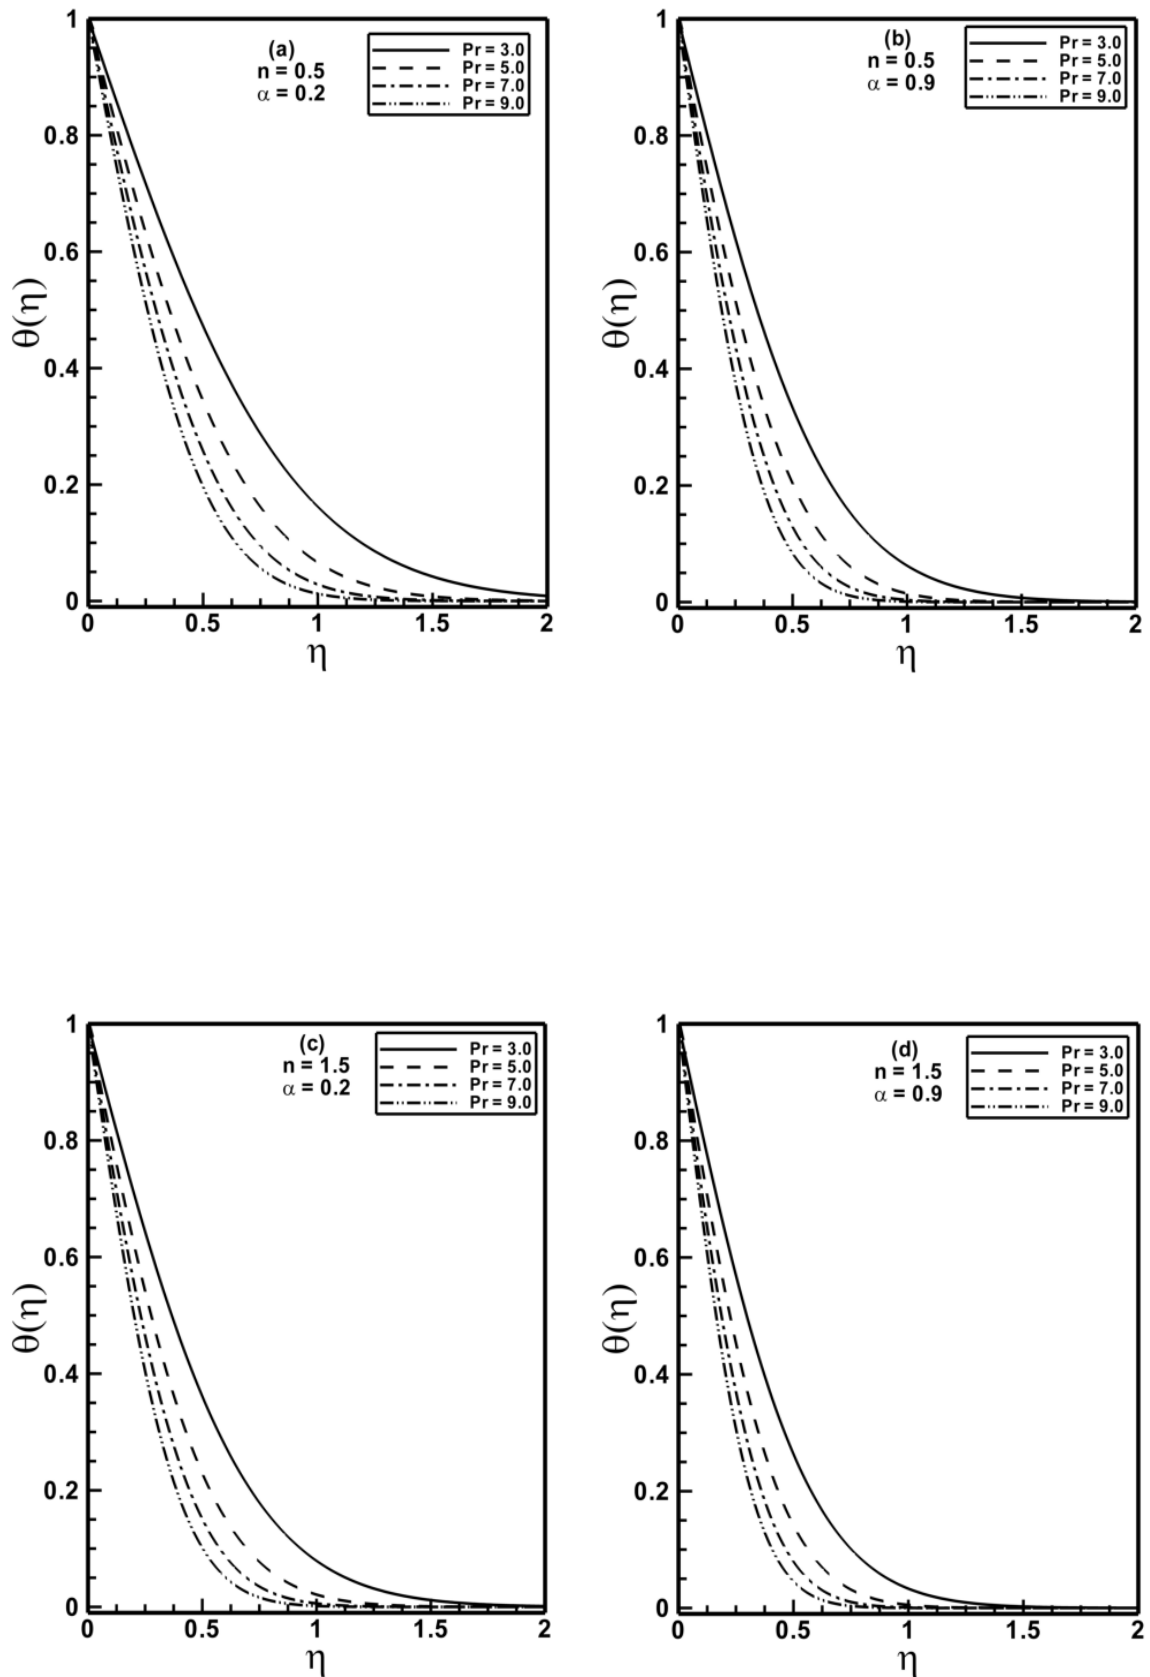 (a)
n = 0.5
α = 0.2
Pr = 3.0
Pr = 5.0
Pr = 7.0
Pr = 9.0
1
0.8
0.6
0.4
0.2
0
θ(η)
0 0.5 1 1.5 2
η
(b)
n = 0.5
α = 0.9
Pr = 3.0
Pr = 5.0
Pr = 7.0
Pr = 9.0
1
0.8
0.6
0.4
0.2
0
θ(η)
0 0.5 1 1.5 2
η
(c)
n = 1.5
α = 0.2
Pr = 3.0
Pr = 5.0
Pr = 7.0
Pr = 9.0
1
0.8
0.6
0.4
0.2
0
θ(η)
0 0.5 1 1.5 2
η
(d)
n = 1.5
α = 0.9
Pr = 3.0
Pr = 5.0
Pr = 7.0
Pr = 9.0
1
0.8
0.6
0.4
0.2
0
θ(η)
0 0.5 1 1.5 2
η